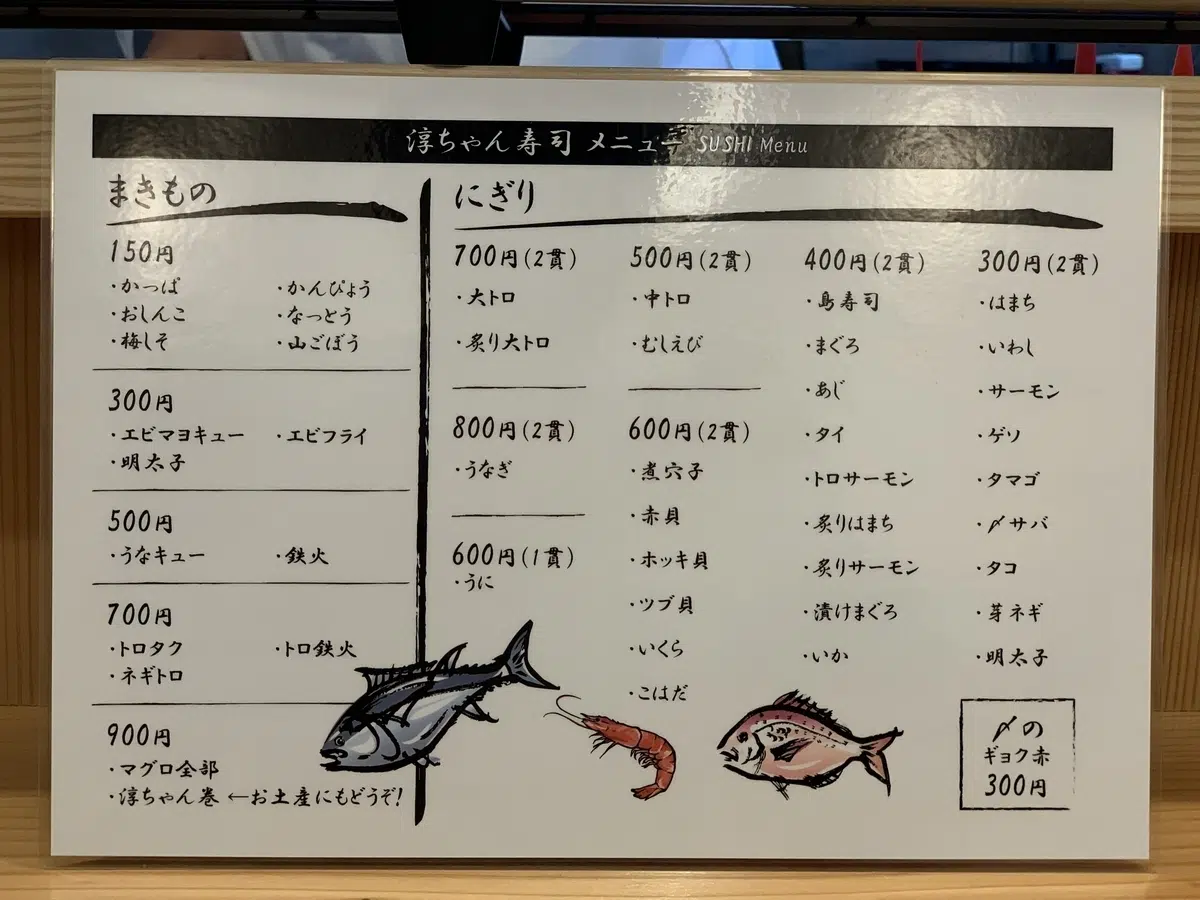 淳ちゃん寿司 メニュー SUSHI Menu
まきもの
150円
・かっぱ ・かんぴょう
・おしんこ ・なっとう
・梅しそ ・山ごぼう
300円
・エビマヨキュー ・エビフライ
・明太子
500円
・うなキュー ・鉄火
700円
・トロタク ・トロ鉄火
・ネギトロ
900円
・マグロ全部
・淳ちゃん巻 ←お土産にもどうぞ!
にぎり
700円(2貫)
・大トロ
・炙り大トロ
800円(2貫)
・うなぎ
600円(1貫)
・うに
500円(2貫)
・中トロ
・むしえび
600円(2貫)
・煮穴子
・赤貝
・ホッキ貝
・ツブ貝
・いくら
・こはだ
400円(2貫)
・島寿司
・まぐろ
・あじ
・タイ
・トロサーモン
・炙りはまち
・炙りサーモン
・漬けまぐろ
・いか
300円(2貫)
・はまち
・いわし
・サーモン
・ゲソ
・タマゴ
・〆サバ
・タコ
・芽ネギ
・明太子
〆の
ギョク赤
300円